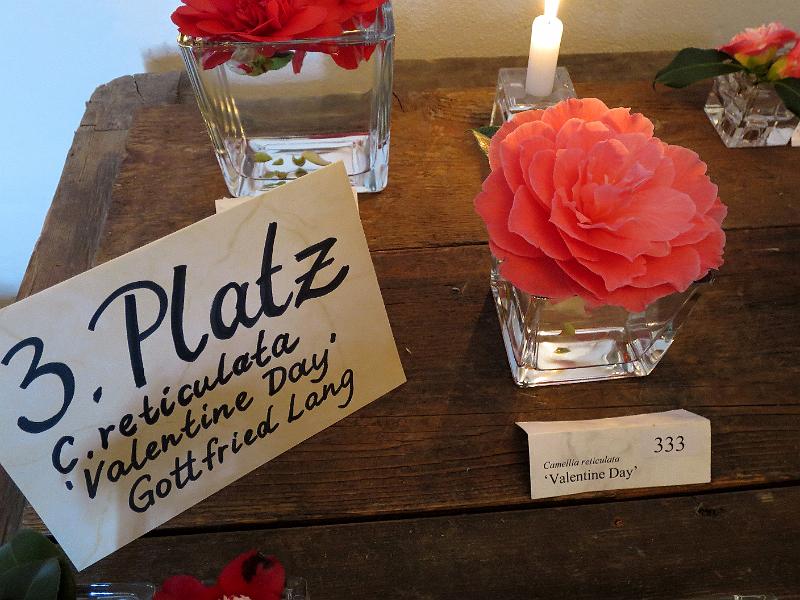 3. Platz
C. reticulata
'Valentine Day'
Gottfried Lang
333
Camellia reticulata
'Valentine Day'